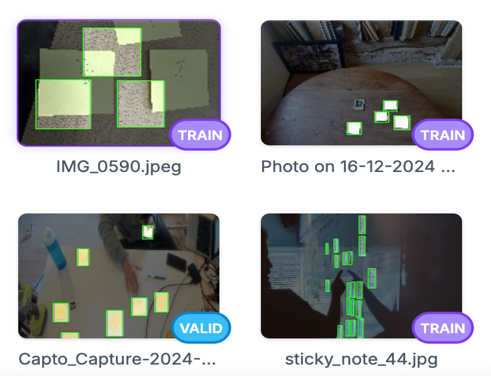 TRAIN
TRAIN
IMG_0590.jpeg
Photo on 16-12-2024 ...
VALID
TRAIN
Capto_Capture-2024-...
sticky_note_44.jpg